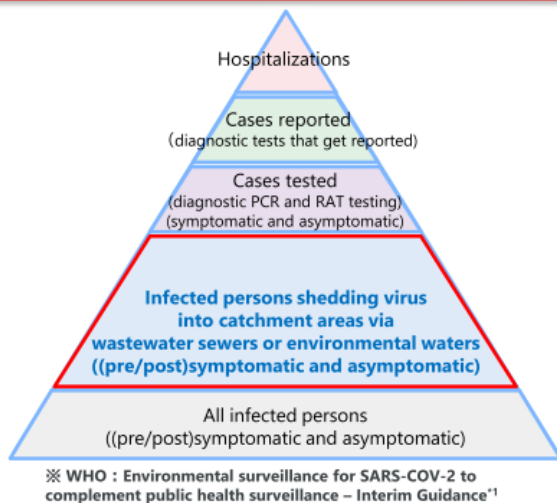 Hospitalizations
Cases reported
(diagnostic tests that get reported)
Cases tested
(diagnostic PCR and RAT testing)
(symptomatic and asymptomatic)
Infected persons shedding virus
into catchment areas via
wastewater sewers or environmental waters
((pre/post)symptomatic and asymptomatic)
All infected persons
((pre/post)symptomatic and asymptomatic)
※ WHO：Environmental surveillance for SARS-COV-2 to
complement public health surveillance – Interim Guidance*1